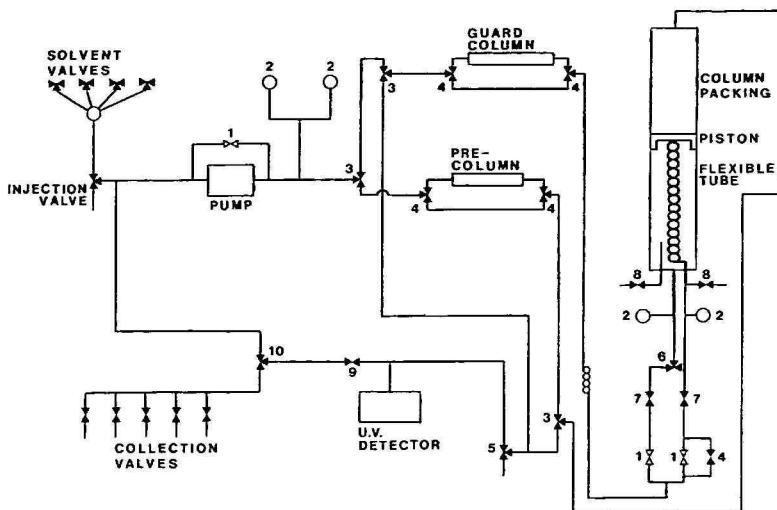 SOLVENT
VALVES
INJECTION
VALVE
1
PUMP
2
2
3
GUARD
COLUMN
3
4
4
PRE-
COLUMN
4
4
COLUMN
PACKING
PISTON
FLEXIBLE
TUBE
8
8
2
2
6
7
7
1
1
4
10
9
U.V.
DETECTOR
5
3
COLLECTION
VALVES